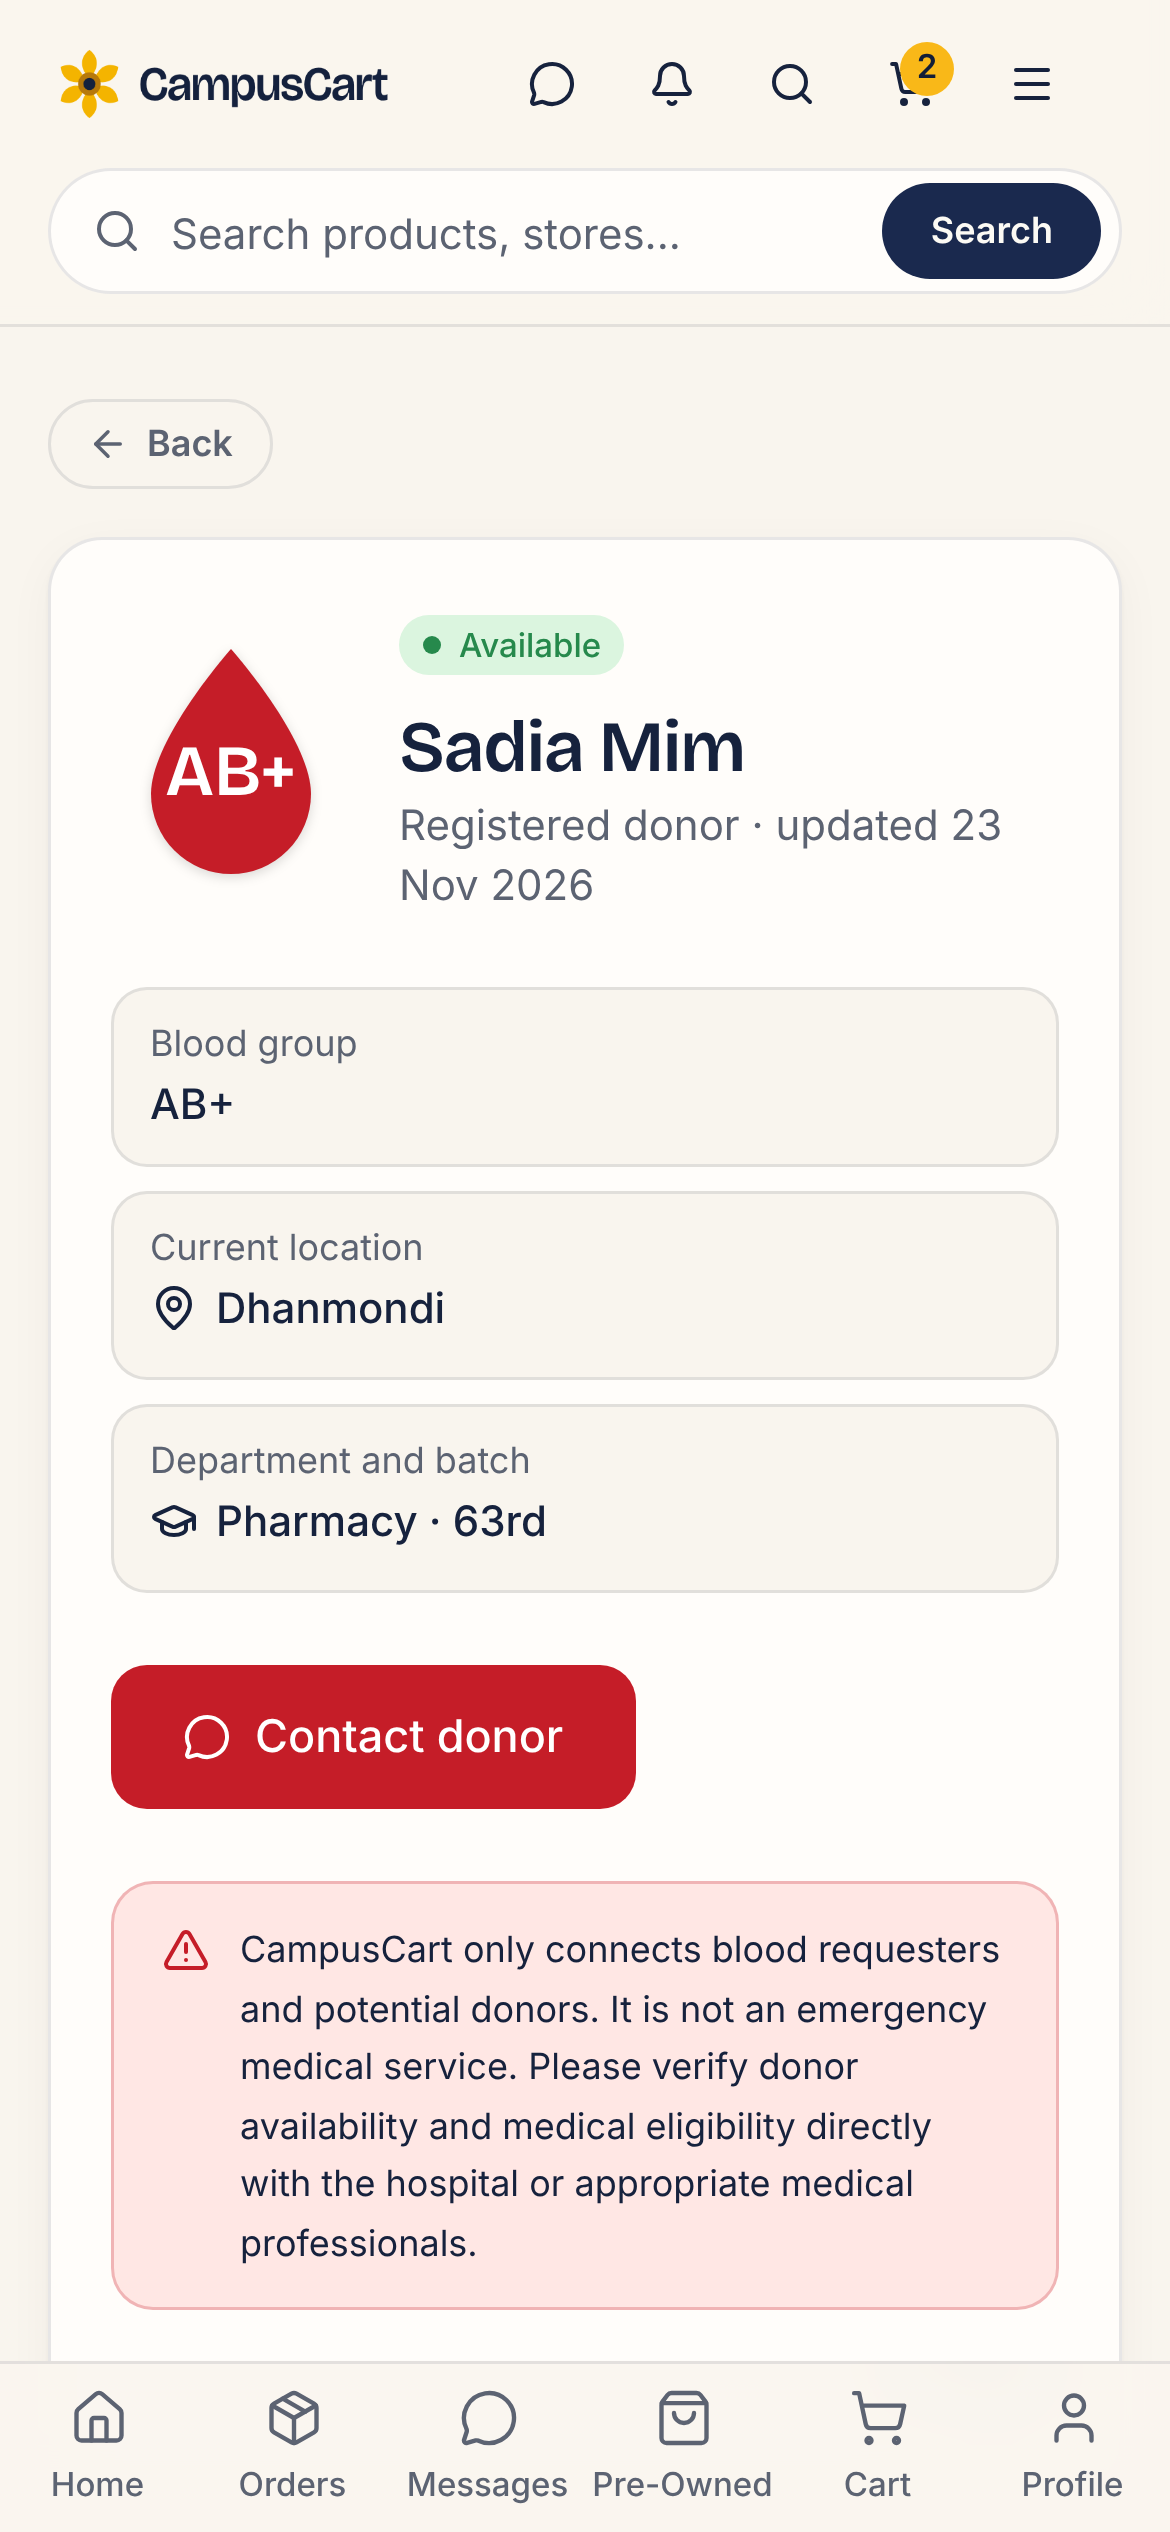 CampusCart
2
Search products, stores...
Search
Back
Available
AB+
Sadia Mim
Registered donor · updated 23
Nov 2026
Blood group
AB+
Current location
Dhanmondi
Department and batch
Pharmacy · 63rd
Contact donor
CampusCart only connects blood requesters
and potential donors. It is not an emergency
medical service. Please verify donor
availability and medical eligibility directly
with the hospital or appropriate medical
professionals.
Home
Orders
Messages
Pre-Owned
Cart
Profile